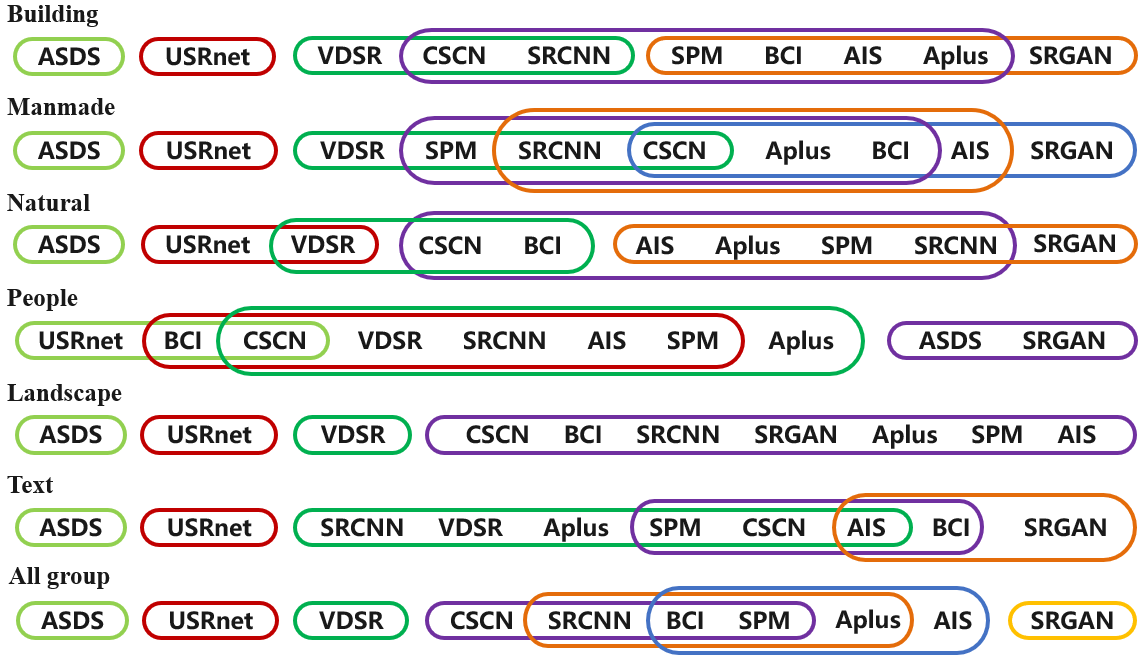 Building
ASDS USRnet VDSR CSCN SRCNN SPM BCI AIS Aplus SRGAN
Manmade
ASDS USRnet VDSR SPM SRCNN CSCN Aplus BCI AIS SRGAN
Natural
ASDS USRnet VDSR CSCN BCI AIS Aplus SPM SRCNN SRGAN
People
USRnet BCI CSCN VDSR SRCNN AIS SPM Aplus ASDS SRGAN
Landscape
ASDS USRnet VDSR CSCN BCI SRCNN SRGAN Aplus SPM AIS
Text
ASDS USRnet SRCNN VDSR Aplus SPM CSCN AIS BCI SRGAN
All group
ASDS USRnet VDSR CSCN SRCNN BCI SPM Aplus AIS SRGAN